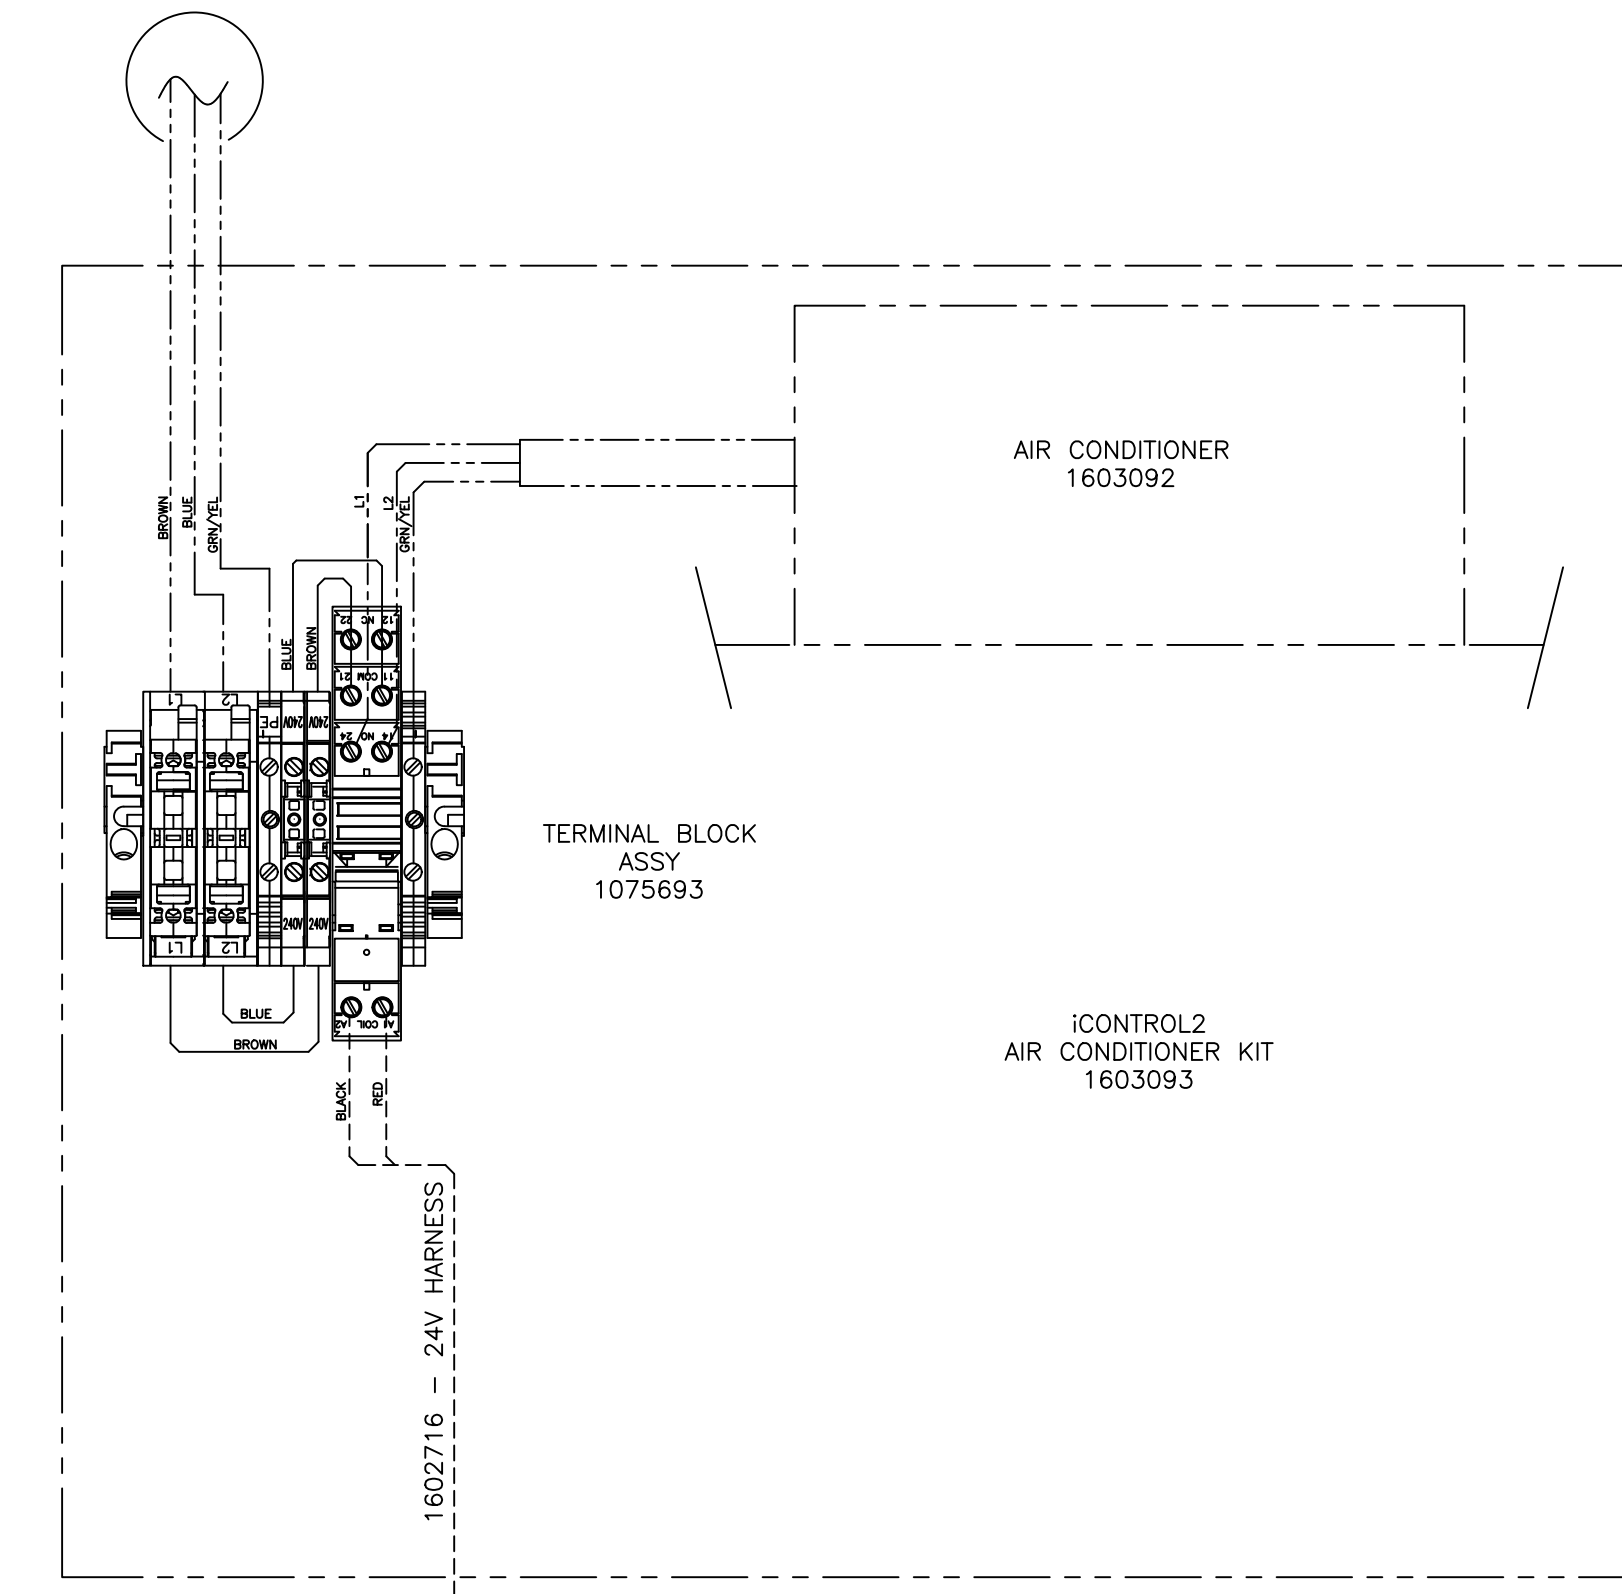 AIR CONDITIONER
1603092
BROWN
BLUE
GRN/YEL
L1
L2
GRN/YEL
BLUE
BROWN
22 NC 12
21 COM 11
24 NO 14
L1
L2
PE
240V
240V
TERMINAL BLOCK
ASSY
1075693
240V
240V
L1
L2
BLUE
BROWN
A2 COIL A1
BLACK
RED
iCONTROL2
AIR CONDITIONER KIT
1603093
1602716 - 24V HARNESS